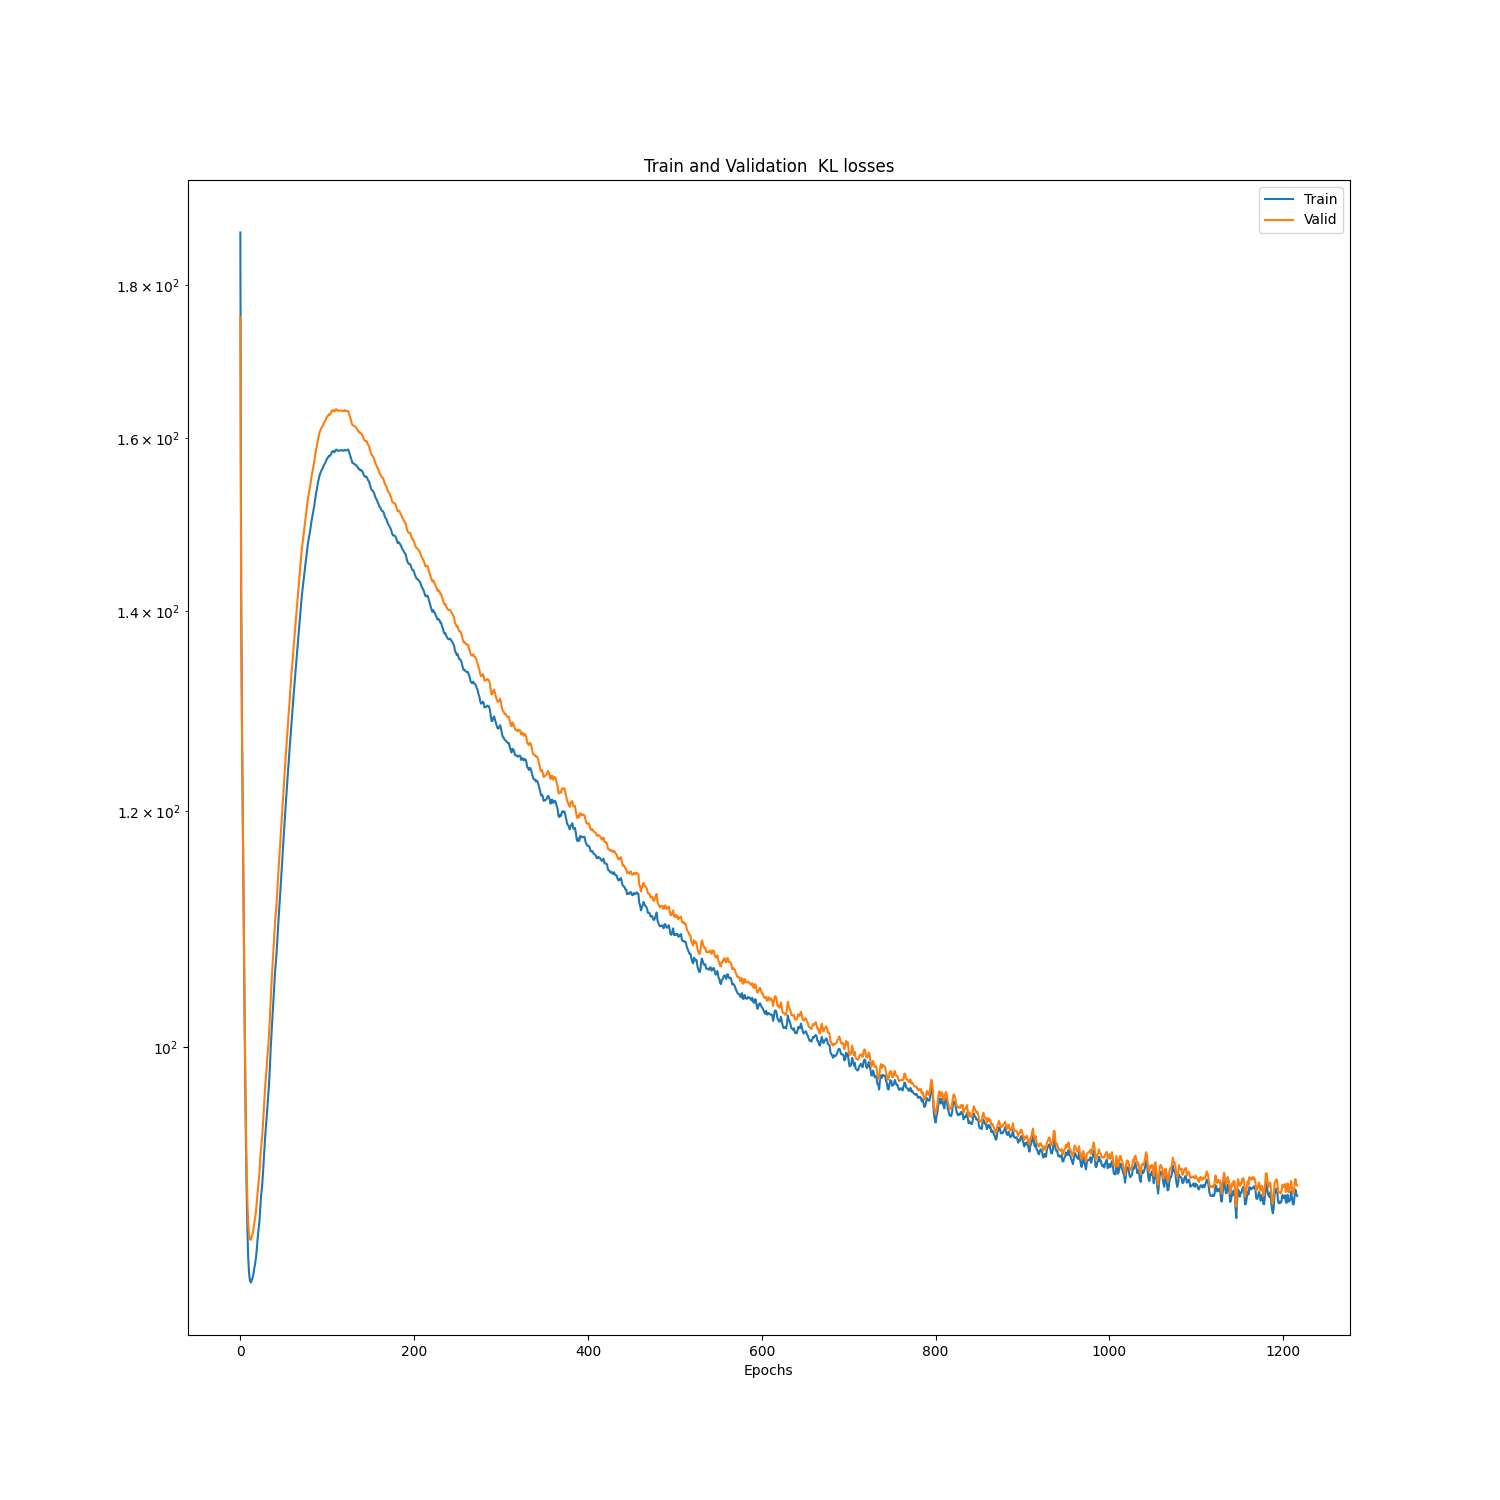 Train and Validation  KL losses
Train
Valid
1.8 × 10²
1.6 × 10²
1.4 × 10²
1.2 × 10²
10²
0 200 400 600 800 1000 1200
Epochs